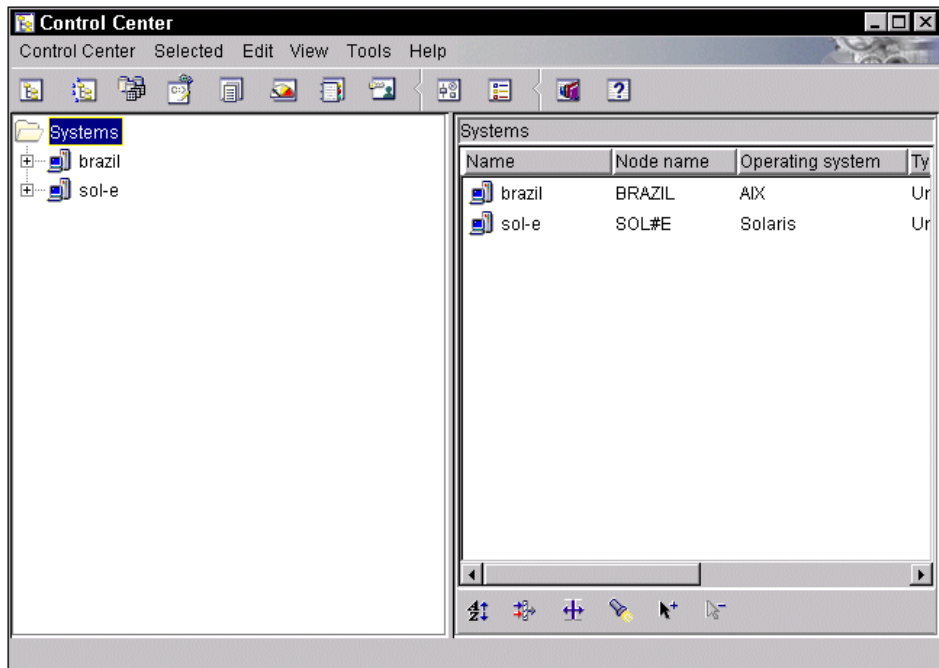 Control Center
Control Center Selected Edit View Tools Help
Systems
brazil
sol-e
Systems
Name Node name Operating system Ty
brazil BRAZIL AIX Ur
sol-e SOL#E Solaris Ur